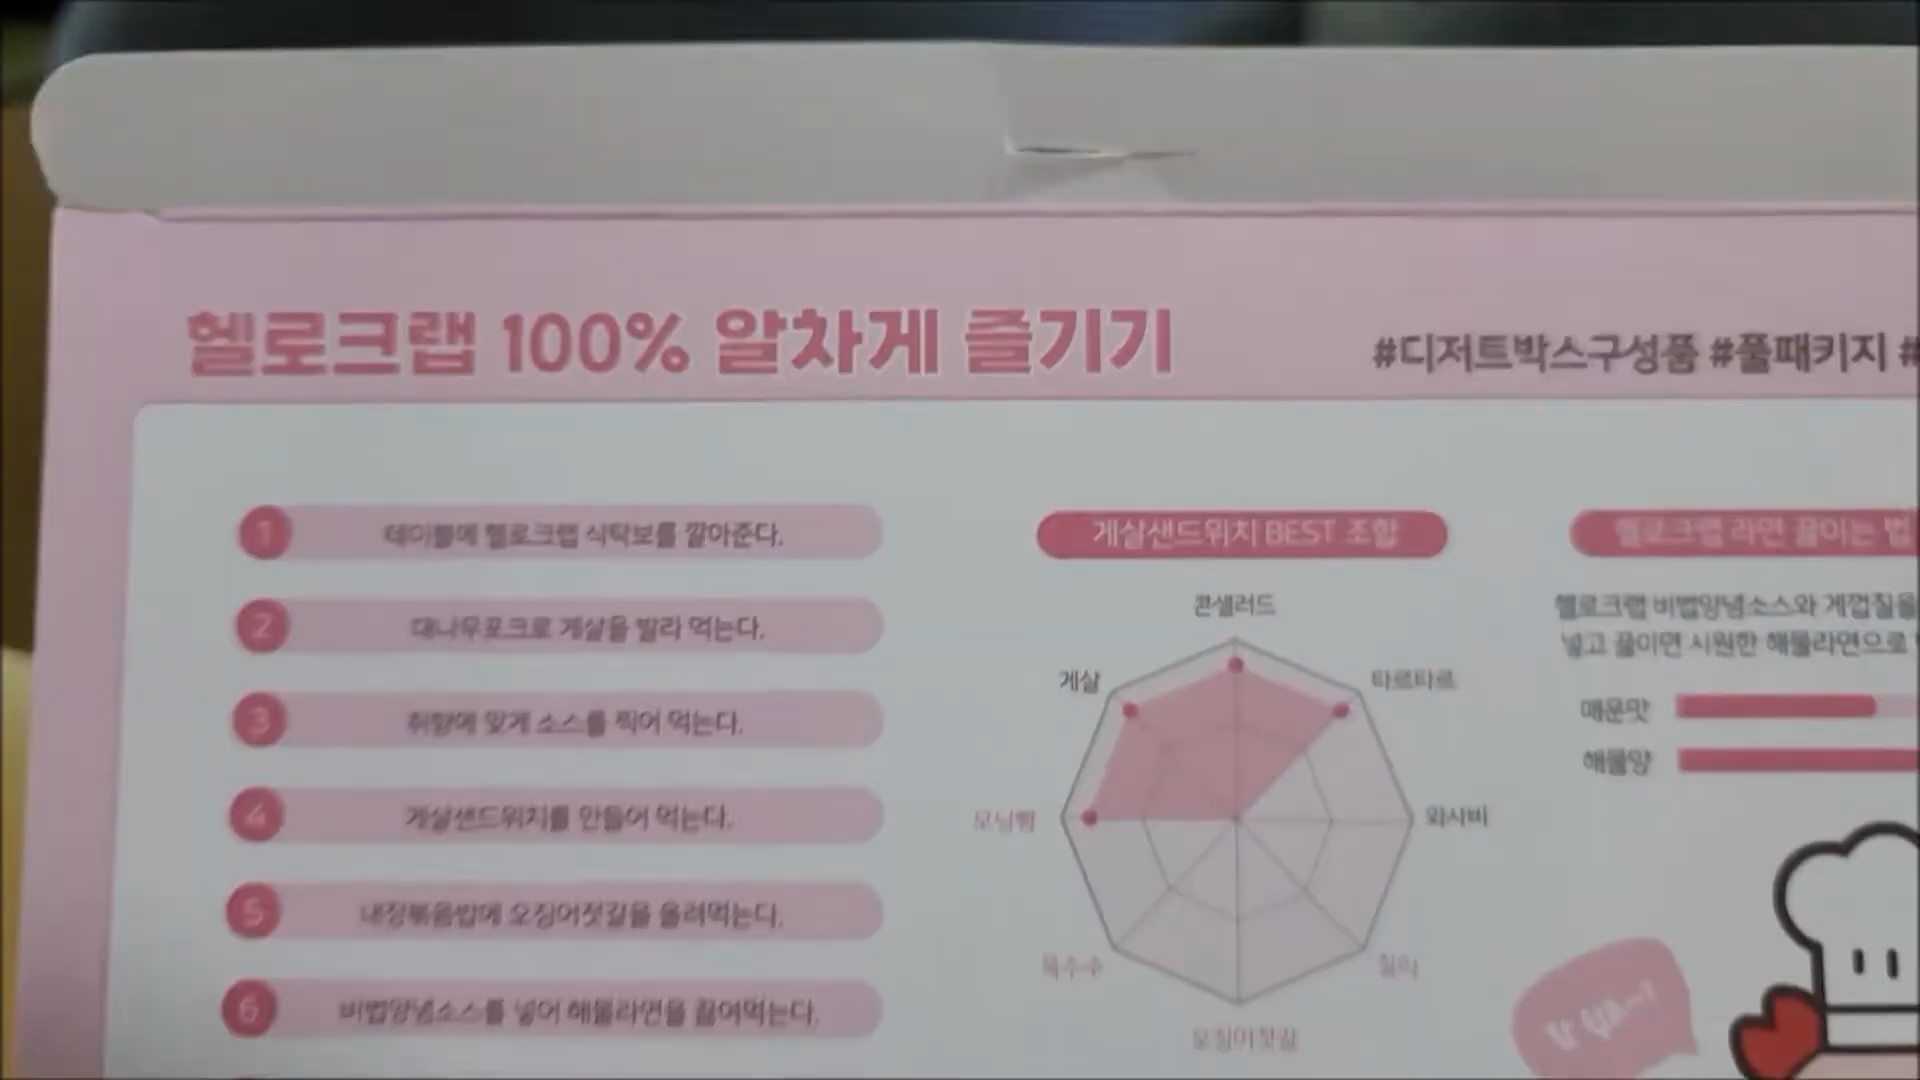 헬로크랩 100% 알차게 즐기기
#디저트박스구성품 #풀패키지 #
1 테이블에 헬로크랩 식탁보를 깔아준다.
2 대나무포크로 게살을 발라 먹는다.
3 취향에 맞게 소스를 찍어 먹는다.
4 게살샌드위치를 만들어 먹는다.
5 내장볶음밥에 오징어젓갈을 올려먹는다.
6 비법양념소스를 넣어 해물라면을 끓여먹는다.
게살샌드위치 BEST 조합
콘샐러드
게살
타르타르
모닝빵
와사비
옥수수
칠리
오징어젓갈
헬로크랩 라면 끓이는 법
헬로크랩 비법양념소스와 게껍질을
넣고 끓이면 시원한 해물라면으로
매운맛
해물양